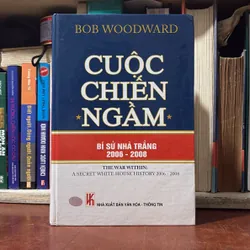 BOB WOODWARD
CUỘC
CHIẾN
*NGẦM*
BÍ SỬ NHÀ TRẮNG
2006 - 2008
THE WAR WITHIN:
A SECRET WHITE HOUSE HISTORY 2006 - 2008
NHÀ XUẤT BẢN VĂN HÓA - THÔNG TIN